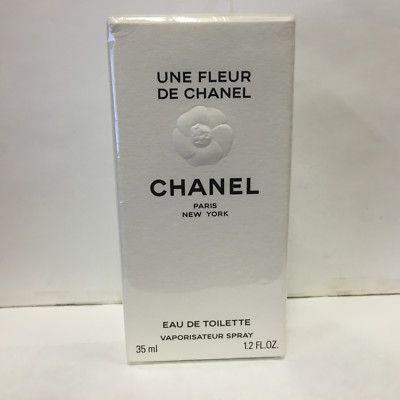 UNE FLEUR
DE CHANEL
CHANEL
PARIS
NEW YORK
EAU DE TOILETTE
VAPORISATEUR SPRAY
35 ml 1.2 FL.OZ.